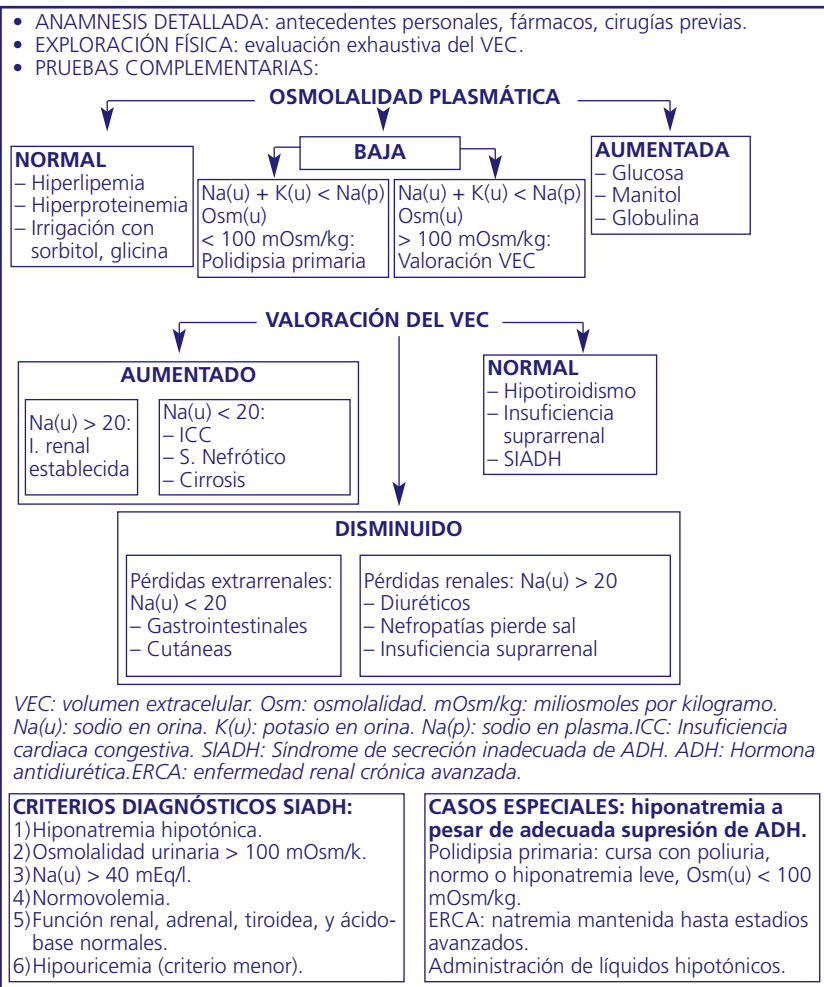 • ANAMNESIS DETALLADA: antecedentes personales, fármacos, cirugías previas.
• EXPLORACIÓN FÍSICA: evaluación exhaustiva del VEC.
• PRUEBAS COMPLEMENTARIAS:
OSMOLALIDAD PLASMÁTICA
NORMAL
– Hiperlipemia
– Hiperproteinemia
– Irrigación con
sorbitol, glicina
BAJA
Na(u) + K(u) < Na(p)
Osm(u)
< 100 mOsm/kg:
Polidipsia primaria
Na(u) + K(u) < Na(p)
Osm(u)
> 100 mOsm/kg:
Valoración VEC
AUMENTADA
– Glucosa
– Manitol
– Globulina
VALORACIÓN DEL VEC
AUMENTADO
Na(u) > 20:
I. renal
establecida
Na(u) < 20:
– ICC
– S. Nefrótico
– Cirrosis
NORMAL
– Hipotiroidismo
– Insuficiencia
suprarrenal
– SIADH
DISMINUIDO
Pérdidas extrarrenales:
Na(u) < 20
– Gastrointestinales
– Cutáneas
Pérdidas renales: Na(u) > 20
– Diuréticos
– Nefropatías pierde sal
– Insuficiencia suprarrenal
VEC: volumen extracelular. Osm: osmolalidad. mOsm/kg: miliosmoles por kilogramo.
Na(u): sodio en orina. K(u): potasio en orina. Na(p): sodio en plasma.ICC: Insuficiencia
cardiaca congestiva. SIADH: Síndrome de secreción inadecuada de ADH. ADH: Hormona
antidiurética.ERCA: enfermedad renal crónica avanzada.
CRITERIOS DIAGNÓSTICOS SIADH:
1)Hiponatremia hipotónica.
2)Osmolalidad urinaria > 100 mOsm/k.
3)Na(u) > 40 mEq/l.
4)Normovolemia.
5)Función renal, adrenal, tiroidea, y ácido-
base normales.
6)Hipouricemia (criterio menor).
CASOS ESPECIALES: hiponatremia a
pesar de adecuada supresión de ADH.
Polidipsia primaria: cursa con poliuria,
normo o hiponatremia leve, Osm(u) < 100
mOsm/kg.
ERCA: natremia mantenida hasta estadios
avanzados.
Administración de líquidos hipotónicos.